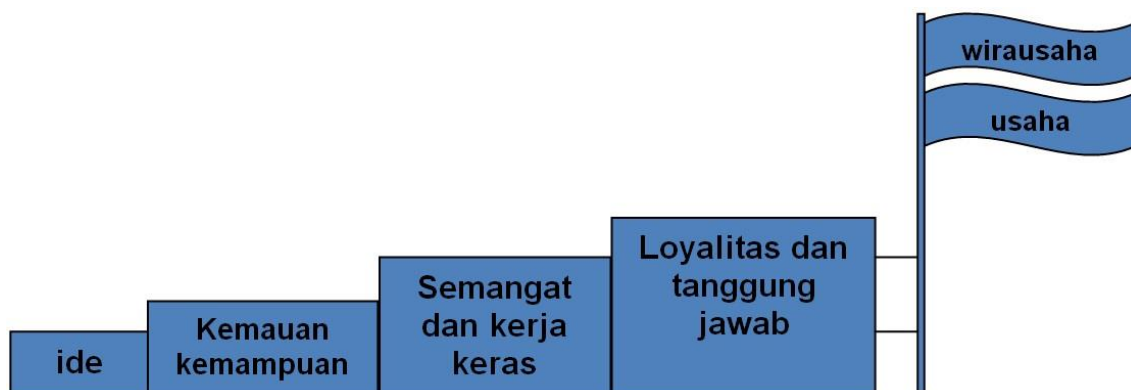 wirausaha
usaha
ide
Kemauan
kemampuan
Semangat
dan kerja
keras
Loyalitas dan
tanggung
jawab